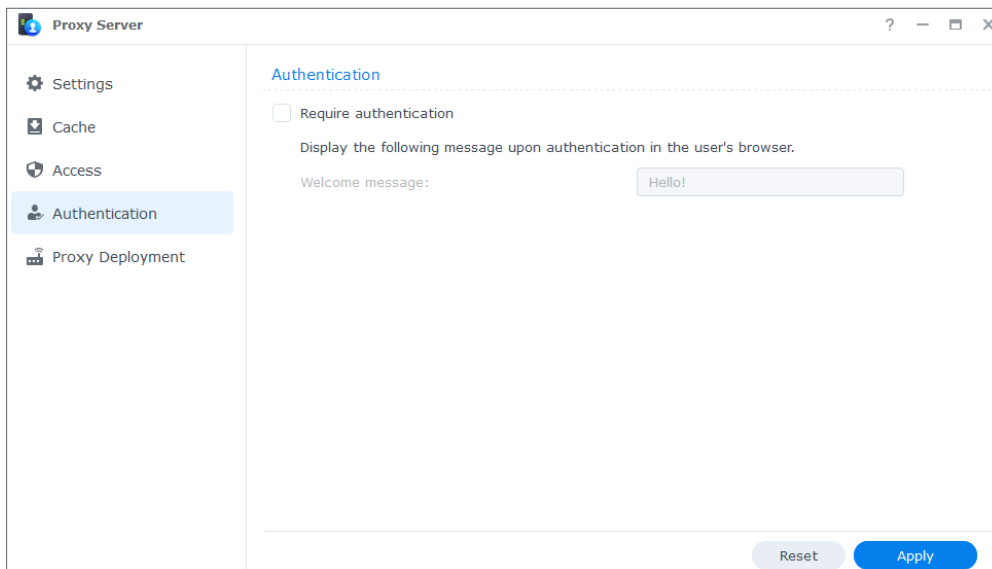 Proxy Server
?
Settings
Cache
Access
Authentication
Proxy Deployment
Authentication
Require authentication
Display the following message upon authentication in the user's browser.
Welcome message: Hello!
Reset Apply